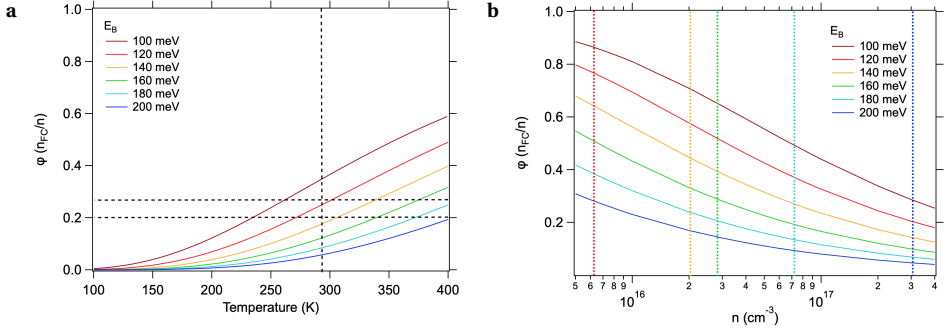 a
φ (n_FC/n)
1.0
0.8
0.6
0.4
0.2
0.0
E_B
100 meV
120 meV
140 meV
160 meV
180 meV
200 meV
100 150 200 250 300 350 400
Temperature (K)
b
φ (n_FC/n)
1.0
0.8
0.6
0.4
0.2
E_B
100 meV
120 meV
140 meV
160 meV
180 meV
200 meV
5 6 7 8 9 10^16 2 3 4 5 6 7 8 9 10^17 2 3 4
n (cm^-3)